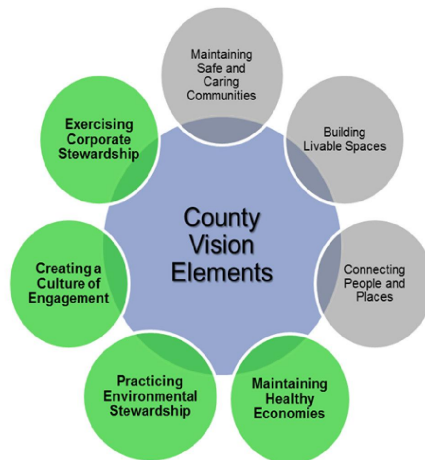 Maintaining
Safe and
Caring
Communities
Building
Livable Spaces
Connecting
People and
Places
Maintaining
Healthy
Economies
Practicing
Environmental
Stewardship
Creating a
Culture of
Engagement
Exercising
Corporate
Stewardship
County
Vision
Elements